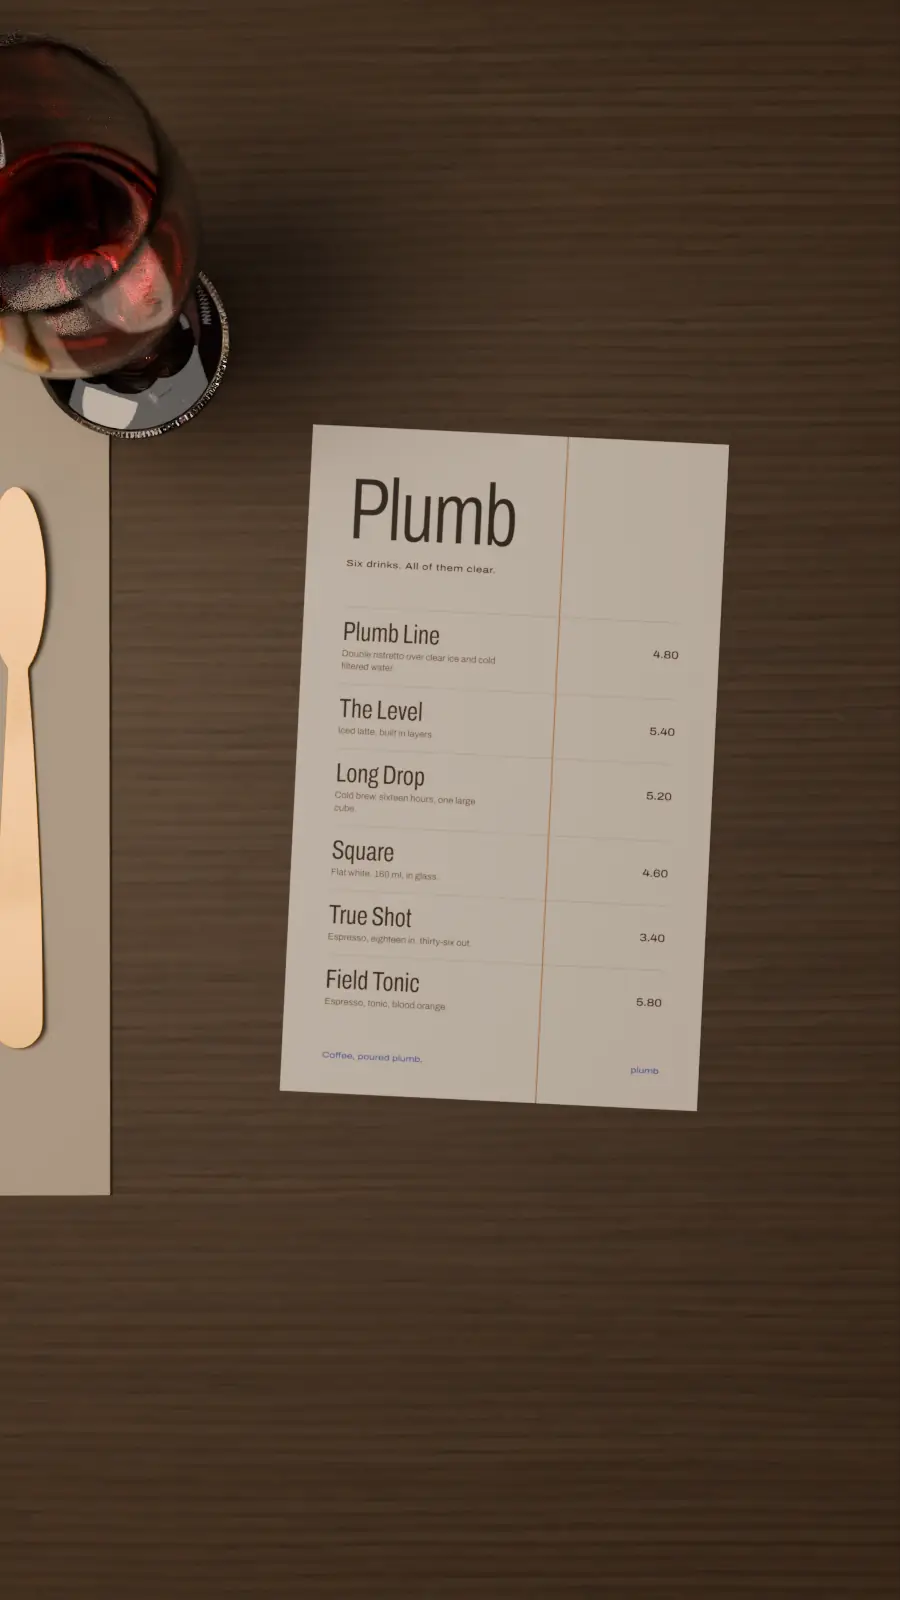 Plumb
Six drinks. All of them clear.
Plumb Line
4.80
Double ristretto over clear ice and cold
filtered water.
The Level
5.40
Iced latte, built in layers.
Long Drop
5.20
Cold brew, sixteen hours, one large
cube.
Square
4.60
Flat white, 160 ml, in glass.
True Shot
3.40
Espresso, eighteen in, thirty-six out.
Field Tonic
5.80
Espresso, tonic, blood orange.
Coffee, poured plumb.
plumb